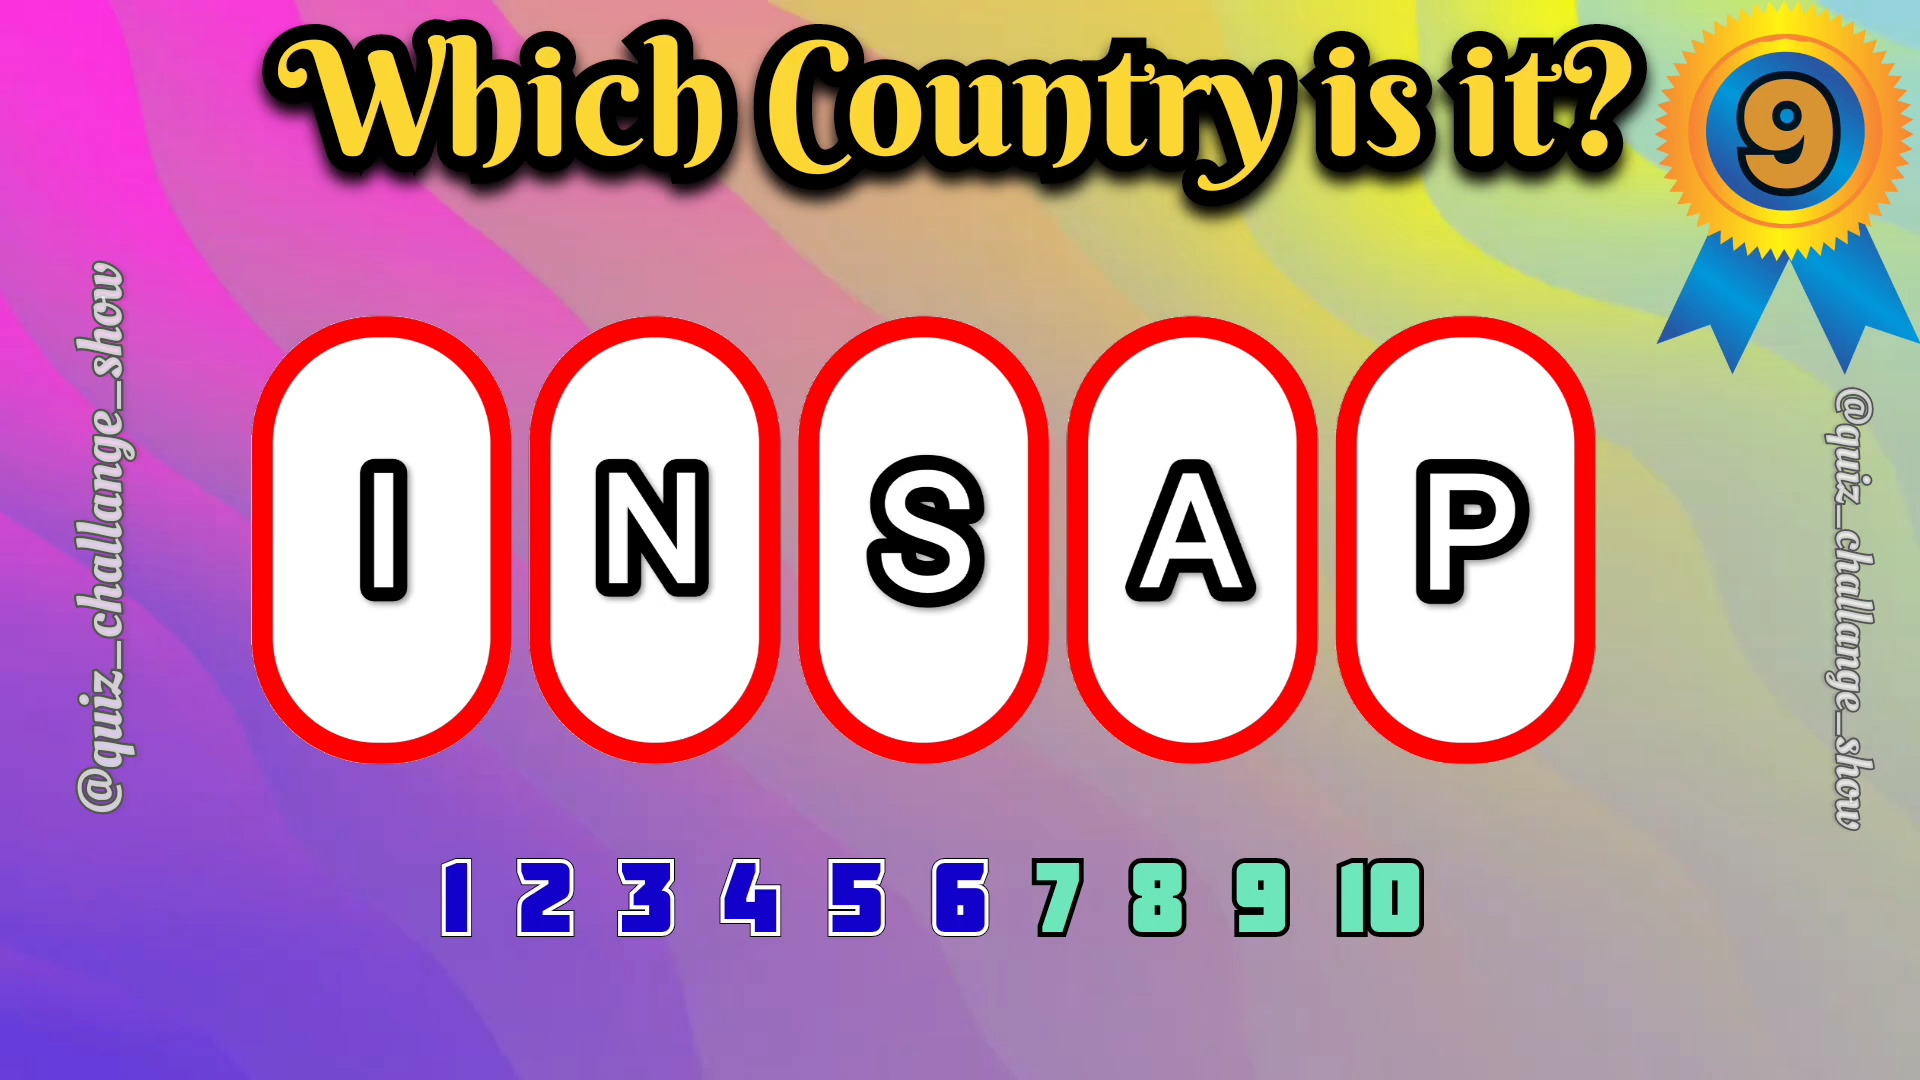 Which Country is it?
9
@quiz_challange_show
I N S A P
@quiz_challange_show
1 2 3 4 5 6 7 8 9 10